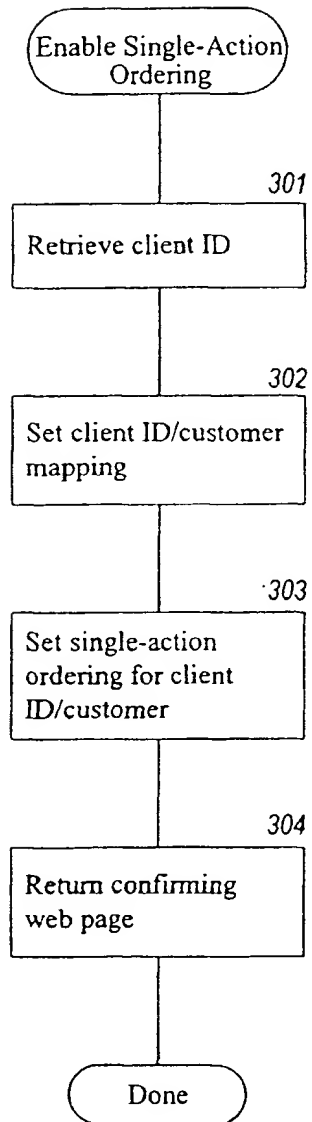 Enable Single-Action
Ordering
301
Retrieve client ID
302
Set client ID/customer
mapping
303
Set single-action
ordering for client
ID/customer
304
Return confirming
web page
Done